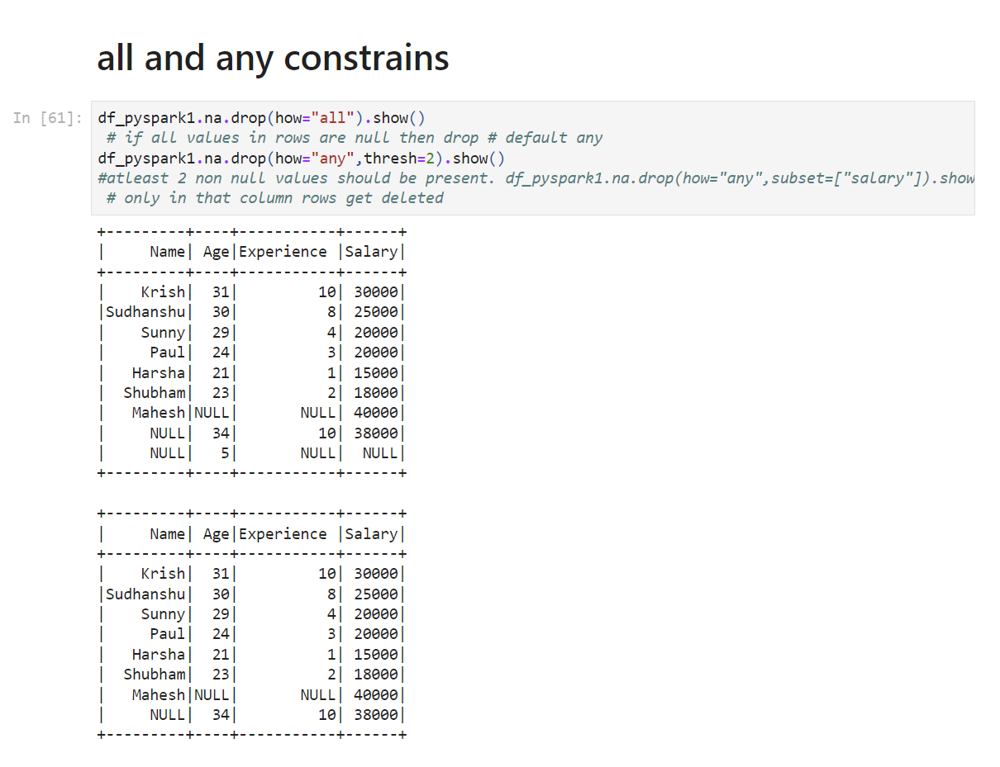 all and any constrains
In [61]:
df_pyspark1.na.drop(how="all").show()
 # if all values in rows are null then drop # default any
df_pyspark1.na.drop(how="any",thresh=2).show()
#atleast 2 non null values should be present. df_pyspark1.na.drop(how="any",subset=["salary"]).show
 # only in that column rows get deleted
+---------+----+-----------+------+
|     Name| Age|Experience |Salary|
+---------+----+-----------+------+
|    Krish|  31|         10| 30000|
|Sudhanshu|  30|          8| 25000|
|    Sunny|  29|          4| 20000|
|     Paul|  24|          3| 20000|
|   Harsha|  21|          1| 15000|
|  Shubham|  23|          2| 18000|
|   Mahesh|NULL|       NULL| 40000|
|     NULL|  34|         10| 38000|
|     NULL|   5|       NULL|  NULL|
+---------+----+-----------+------+
+---------+----+-----------+------+
|     Name| Age|Experience |Salary|
+---------+----+-----------+------+
|    Krish|  31|         10| 30000|
|Sudhanshu|  30|          8| 25000|
|    Sunny|  29|          4| 20000|
|     Paul|  24|          3| 20000|
|   Harsha|  21|          1| 15000|
|  Shubham|  23|          2| 18000|
|   Mahesh|NULL|       NULL| 40000|
|     NULL|  34|         10| 38000|
+---------+----+-----------+------+